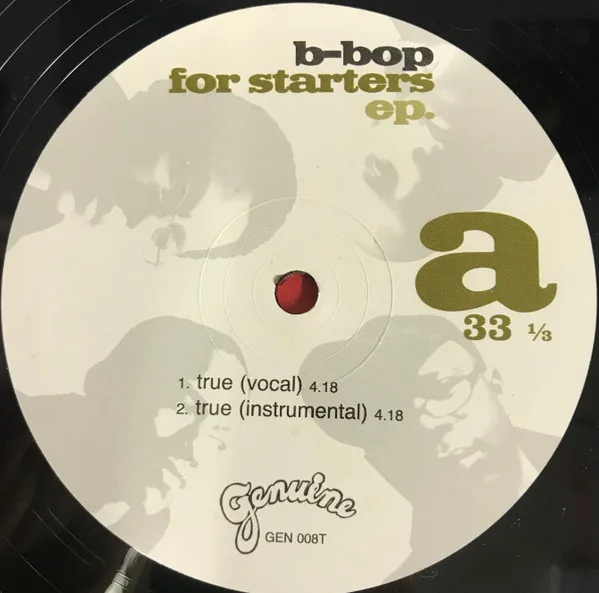 b-bop
for starters
ep.
a
33 ⅓
1. true (vocal) 4.18
2. true (instrumental) 4.18
Genuine
GEN 008T